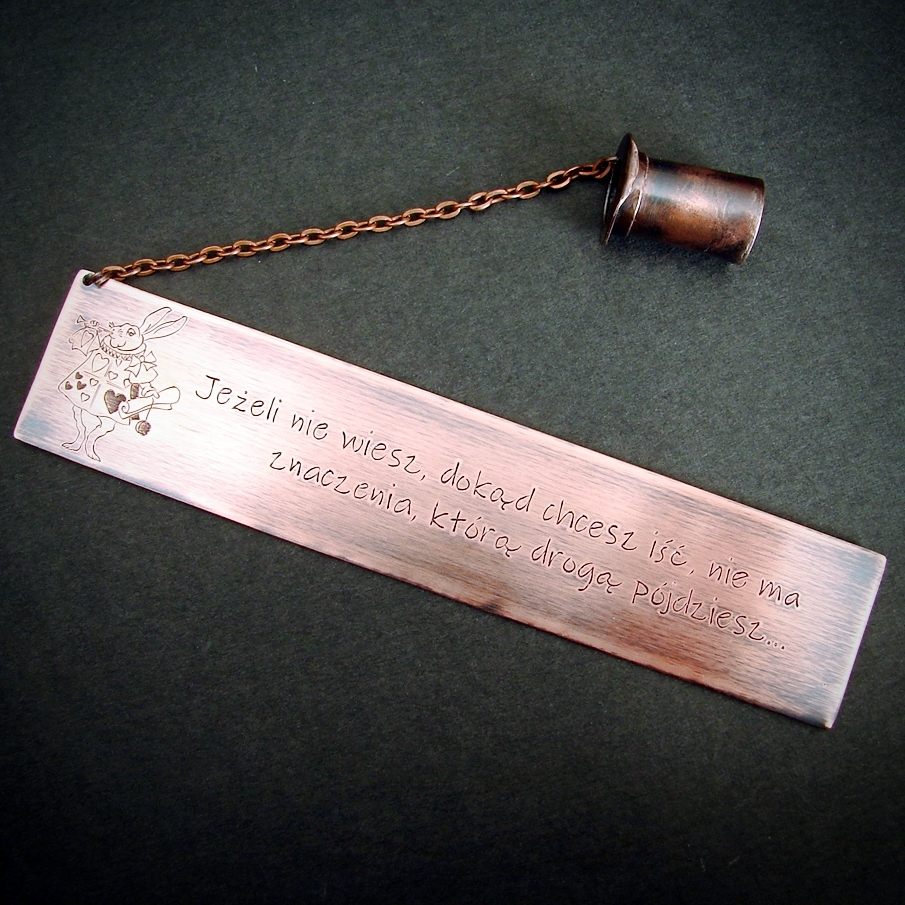 Jeżeli nie wiesz, dokąd chcesz iść, nie ma
znaczenia, którą drogą pójdziesz...